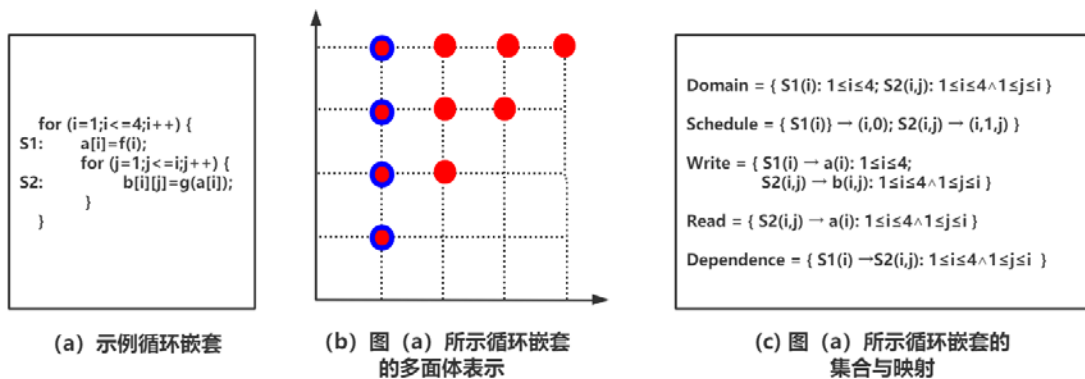 for (i=1;i<=4;i++) {
S1: a[i]=f(i);
for (j=1;j<=i;j++) {
S2: b[i][j]=g(a[i]);
}
}
(a) 示例循环嵌套
(b) 图 (a) 所示循环嵌套
的多面体表示
Domain = { S1(i): 1≤i≤4; S2(i,j): 1≤i≤4∧1≤j≤i }
Schedule = { S1(i)} → (i,0); S2(i,j) → (i,1,j) }
Write = { S1(i) → a(i): 1≤i≤4;
S2(i,j) → b(i,j): 1≤i≤4∧1≤j≤i }
Read = { S2(i,j) → a(i): 1≤i≤4∧1≤j≤i }
Dependence = { S1(i) →S2(i,j): 1≤i≤4∧1≤j≤i }
(c) 图 (a) 所示循环嵌套的
集合与映射